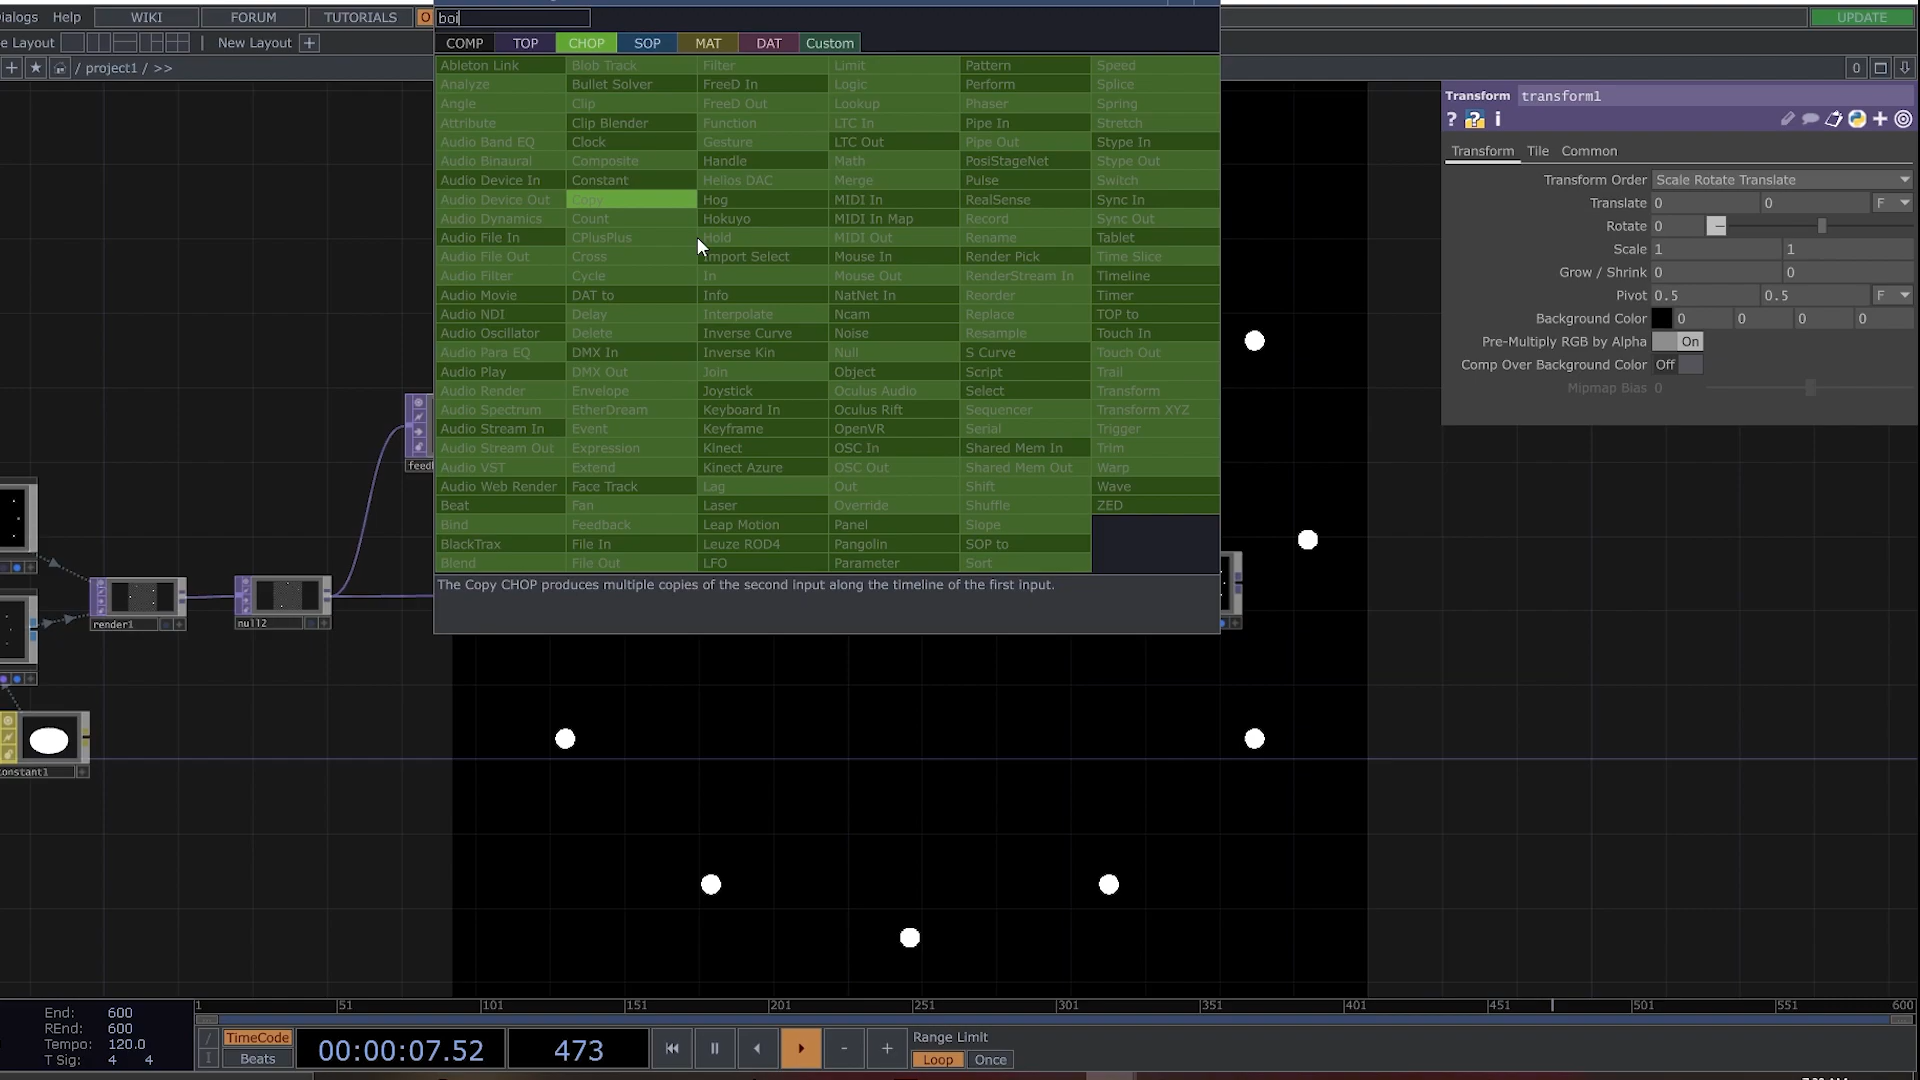 ialogs Help WIKI FORUM TUTORIALS O boi UPDATE
e Layout New Layout +
+ / project1 / >> 0
COMP TOP CHOP SOP MAT DAT Custom
Ableton Link Blob Track Filter Limit Pattern Speed
Analyze Bullet Solver FreeD In Logic Perform Splice
Angle Clip FreeD Out Lookup Phaser Spring
Attribute Clip Blender Function LTC In Pipe In Stretch
Audio Band EQ Clock Gesture LTC Out Pipe Out Stype In
Audio Binaural Composite Handle Math PosiStageNet Stype Out
Audio Device In Constant Helios DAC Merge Pulse Switch
Audio Device Out Copy Hog MIDI In RealSense Sync In
Audio Dynamics Count Hokuyo MIDI In Map Record Sync Out
Audio File In CPlusPlus Hold MIDI Out Rename Tablet
Audio File Out Cross Import Select Mouse In Render Pick Time Slice
Audio Filter Cycle In Mouse Out RenderStream In Timeline
Audio Movie DAT to Info NatNet In Reorder Timer
Audio NDI Delay Interpolate Ncam Replace TOP to
Audio Oscillator Delete Inverse Curve Noise Resample Touch In
Audio Para EQ DMX In Inverse Kin Null S Curve Touch Out
Audio Play DMX Out Join Object Script Trail
Audio Render Envelope Joystick Oculus Audio Select Transform
Audio Spectrum EtherDream Keyboard In Oculus Rift Sequencer Transform XYZ
Audio Stream In Event Keyframe OpenVR Serial Trigger
Audio Stream Out Expression Kinect OSC In Shared Mem In Trim
Audio VST Extend Kinect Azure OSC Out Shared Mem Out Warp
Audio Web Render Face Track Lag Out Shift Wave
Beat Fan Laser Override Shuffle ZED
Bind Feedback Leap Motion Panel Slope
BlackTrax File In Leuze ROD4 Pangolin SOP to
Blend File Out LFO Parameter Sort
The Copy CHOP produces multiple copies of the second input along the timeline of the first input.
Transform transform1
? ? i
Transform Tile Common
Transform Order Scale Rotate Translate
Translate 0 0 F
Rotate 0
Scale 1 1
Grow / Shrink 0 0
Pivot 0.5 0.5 F
Background Color 0 0 0 0
Pre-Multiply RGB by Alpha On
Comp Over Background Color Off
Mipmap Bias 0
feedl
render1
null2
constant1
1 51 101 151 201 251 301 351 401 451 501 551 600
End: 600
REnd: 600
Tempo: 120.0
T Sig: 4 4
TimeCode
Beats
00:00:07.52
473
- +
Range Limit
Loop Once